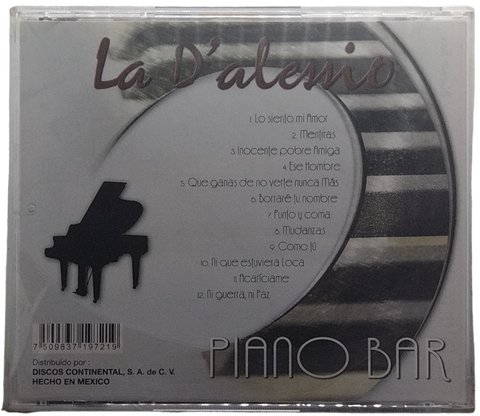 La D'alessio
1. Lo siento mi Amor
2. Mentiras
3. Inocente pobre Amiga
4. Ese Hombre
5. Que ganas de no verte nunca Más
6. Borraré tu nombre
7. Punto y coma
8. Mudanzas
9. Como tú
10. Ni que estuviera Loca
11. Acaríciame
12. Ni guerra, ni Paz
7 509837 197219
Distribuido por :
DISCOS CONTINENTAL, S. A. de C. V.
HECHO EN MEXICO
PIANO BAR